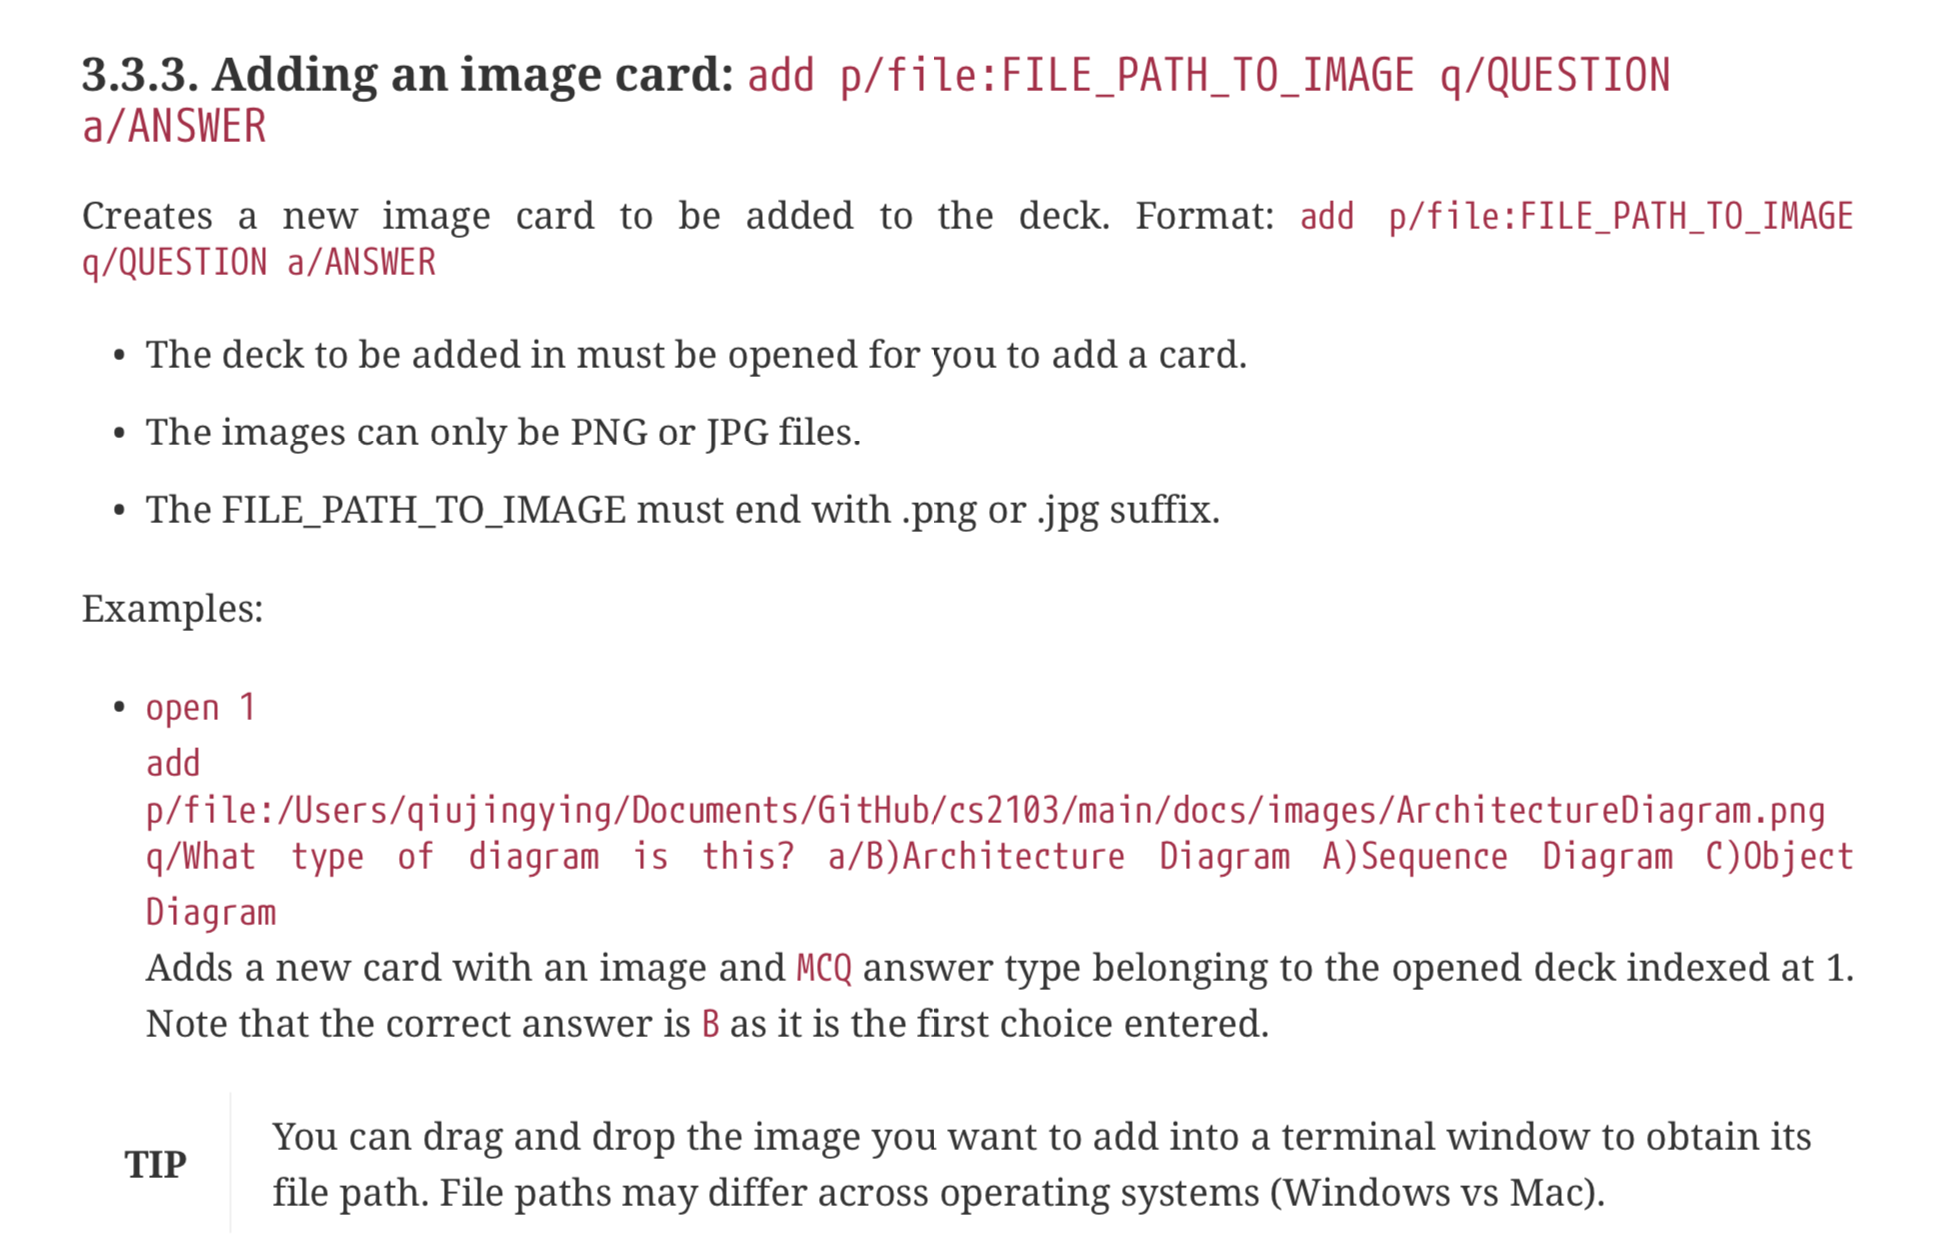 3.3.3. Adding an image card: add p/file:FILE_PATH_TO_IMAGE q/QUESTION
a/ANSWER
Creates a new image card to be added to the deck. Format: add p/file:FILE_PATH_TO_IMAGE
q/QUESTION a/ANSWER
• The deck to be added in must be opened for you to add a card.
• The images can only be PNG or JPG files.
• The FILE_PATH_TO_IMAGE must end with .png or .jpg suffix.
Examples:
• open 1
add
p/file:/Users/qiujingying/Documents/GitHub/cs2103/main/docs/images/ArchitectureDiagram.png
q/What type of diagram is this? a/B)Architecture Diagram A)Sequence Diagram C)Object
Diagram
Adds a new card with an image and MCQ answer type belonging to the opened deck indexed at 1.
Note that the correct answer is B as it is the first choice entered.
You can drag and drop the image you want to add into a terminal window to obtain its
TIP
file path. File paths may differ across operating systems (Windows vs Mac).